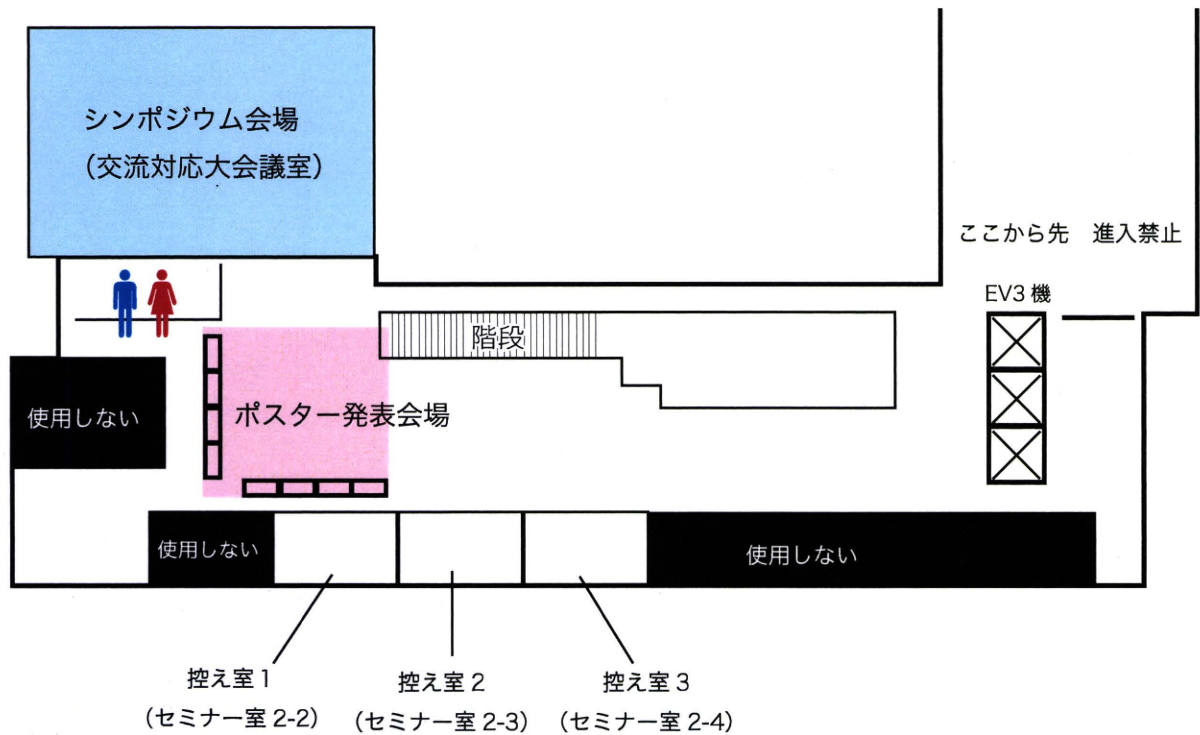 シンポジウム会場
（交流対応大会議室）
ここから先　進入禁止
EV3 機
階段
使用しない
ポスター発表会場
使用しない
使用しない
控え室 1
（セミナー室 2-2）
控え室 2
（セミナー室 2-3）
控え室 3
（セミナー室 2-4）